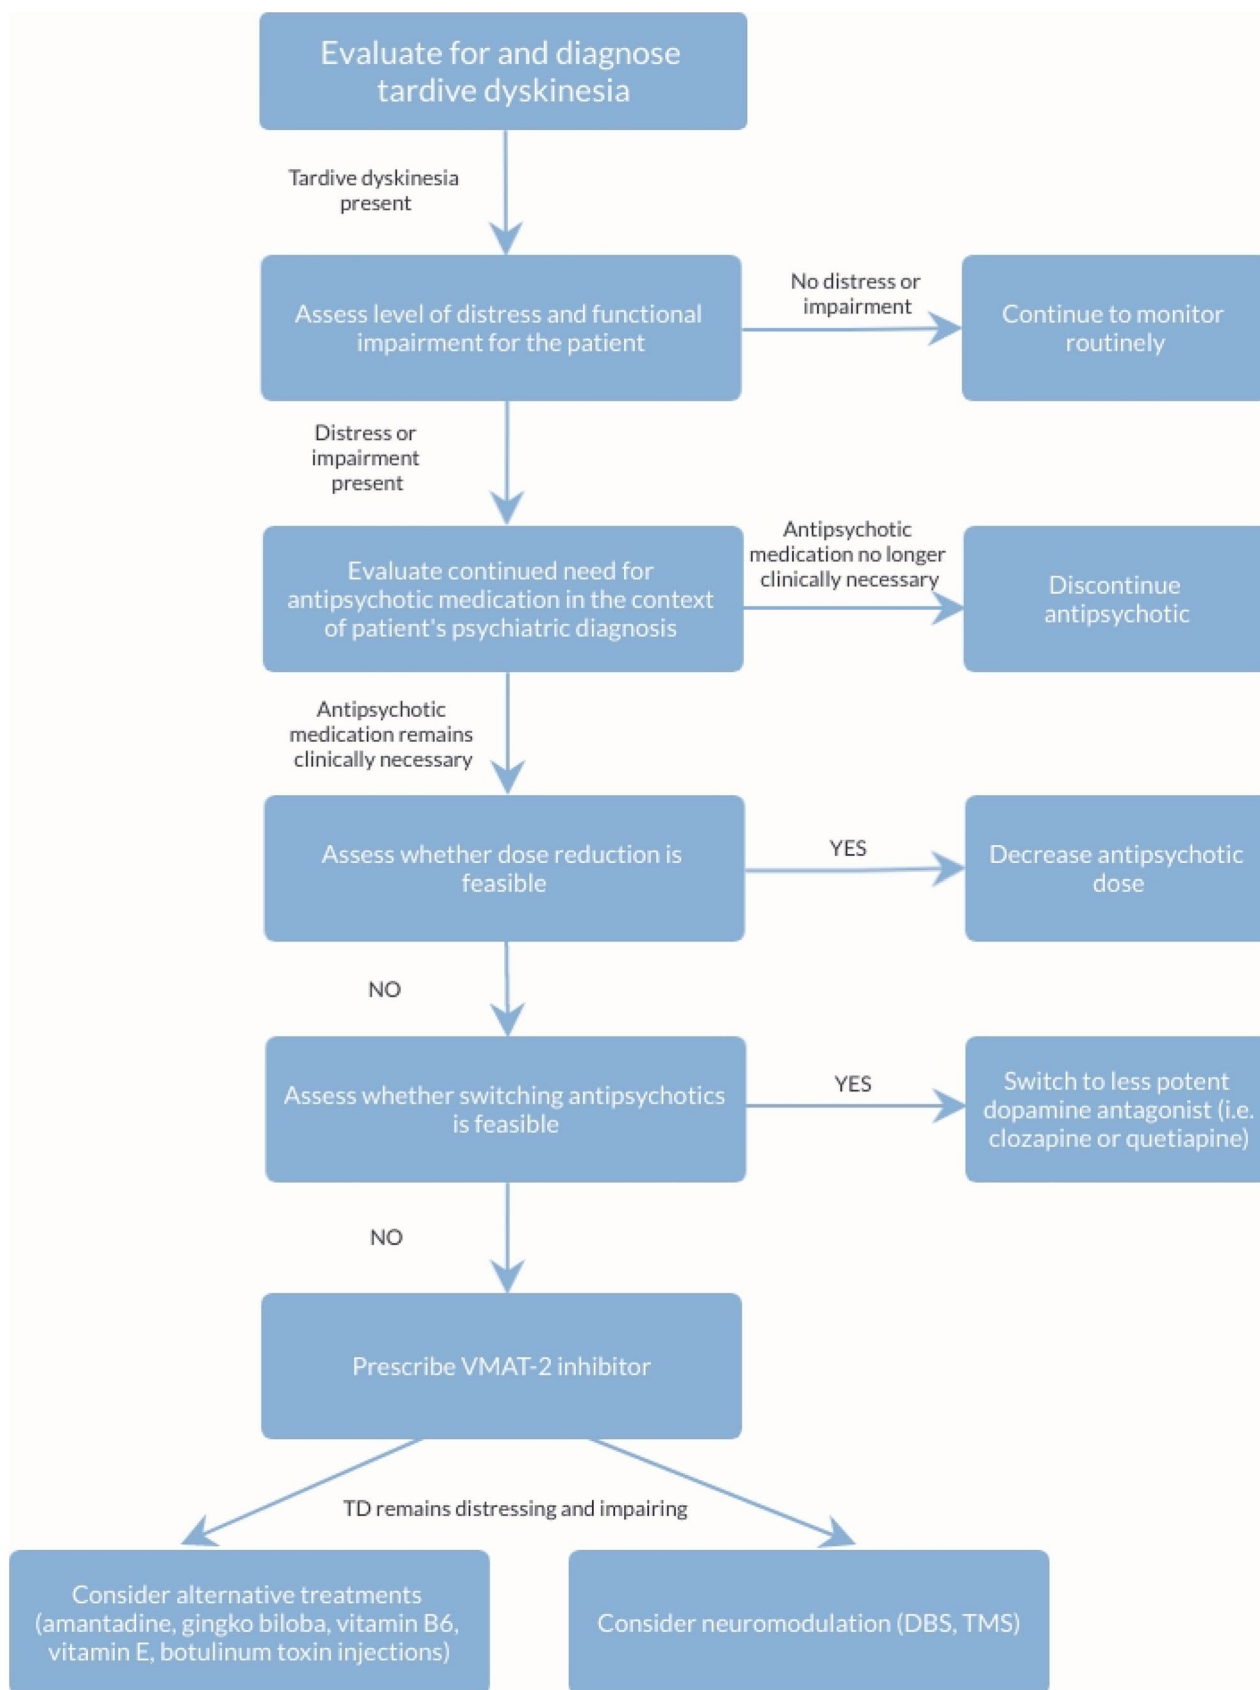 Evaluate for and diagnose
tardive dyskinesia
Tardive dyskinesia
present
Assess level of distress and functional
impairment for the patient
No distress or
impairment
Continue to monitor
routinely
Distress or
impairment
present
Evaluate continued need for
antipsychotic medication in the context
of patient's psychiatric diagnosis
Antipsychotic
medication no longer
clinically necessary
Discontinue
antipsychotic
Antipsychotic
medication remains
clinically necessary
Assess whether dose reduction is
feasible
YES
Decrease antipsychotic
dose
NO
Assess whether switching antipsychotics
is feasible
YES
Switch to less potent
dopamine antagonist (i.e.
clozapine or quetiapine)
NO
Prescribe VMAT-2 inhibitor
TD remains distressing and impairing
Consider alternative treatments
(amantadine, gingko biloba, vitamin B6,
vitamin E, botulinum toxin injections)
Consider neuromodulation (DBS, TMS)